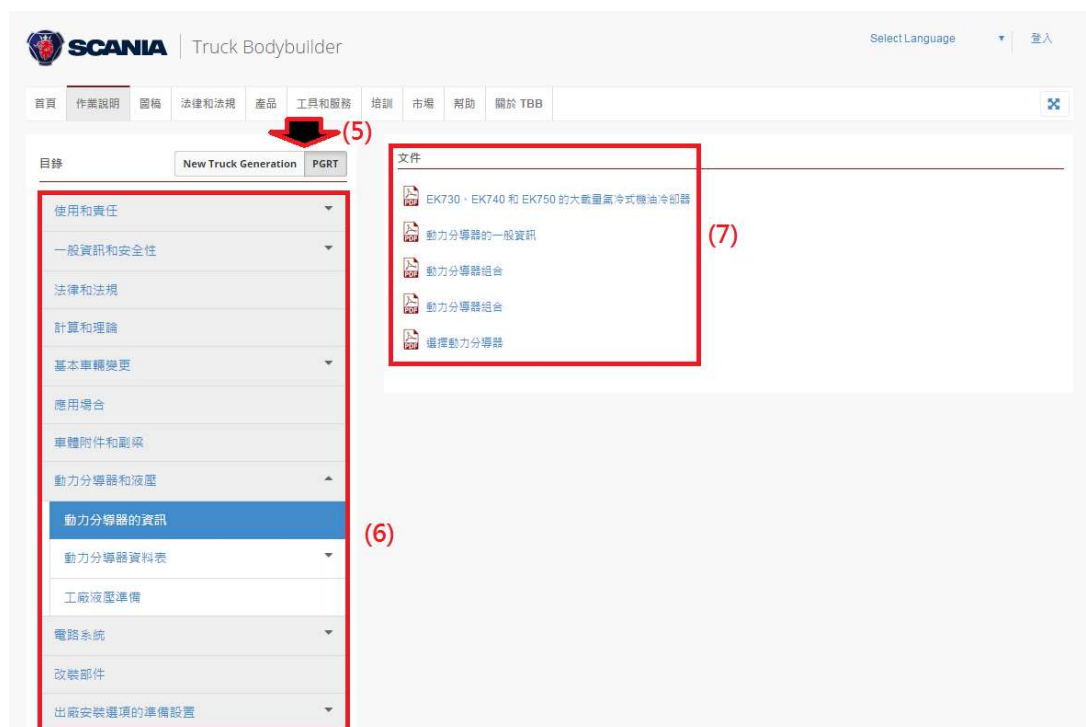 SCANIA Truck Bodybuilder
Select Language ▼ 登入
首頁 作業說明 圖稿 法律和法規 產品 工具和服務 培訓 市場 幫助 關於 TBB
(5)
目錄 New Truck Generation PGRT
使用和責任
一般資訊和安全性
法律和法規
計算和理論
基本車輛變更
應用場合
車體附件和副梁
動力分導器和液壓
動力分導器的資訊
動力分導器資料表
工廠液壓準備
電路系統
改裝部件
出廠安裝選項的準備設置
(6)
文件
EK730、EK740 和 EK750 的大載量氣冷式機油冷卻器
動力分導器的一般資訊
動力分導器組合
動力分導器組合
選擇動力分導器
(7)